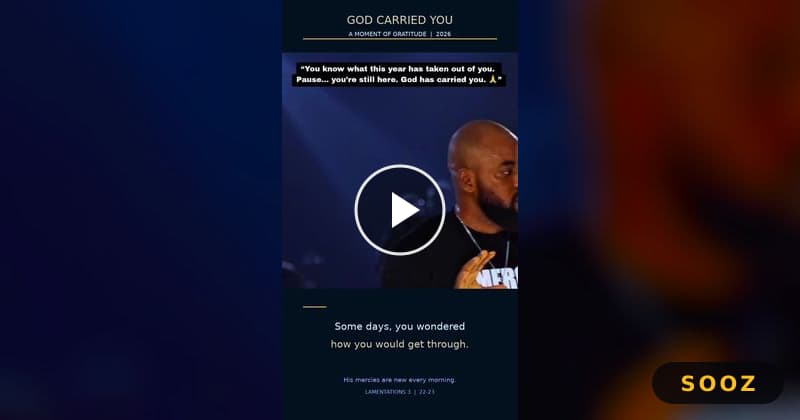 GOD CARRIED YOU
A MOMENT OF GRATITUDE | 2026
“You know what this year has taken out of you.
Pause... you’re still here. God has carried you. 🙏”
MERC
Some days, you wondered
how you would get through.
His mercies are new every morning.
LAMENTATIONS 3 | 22-23
SOOZ